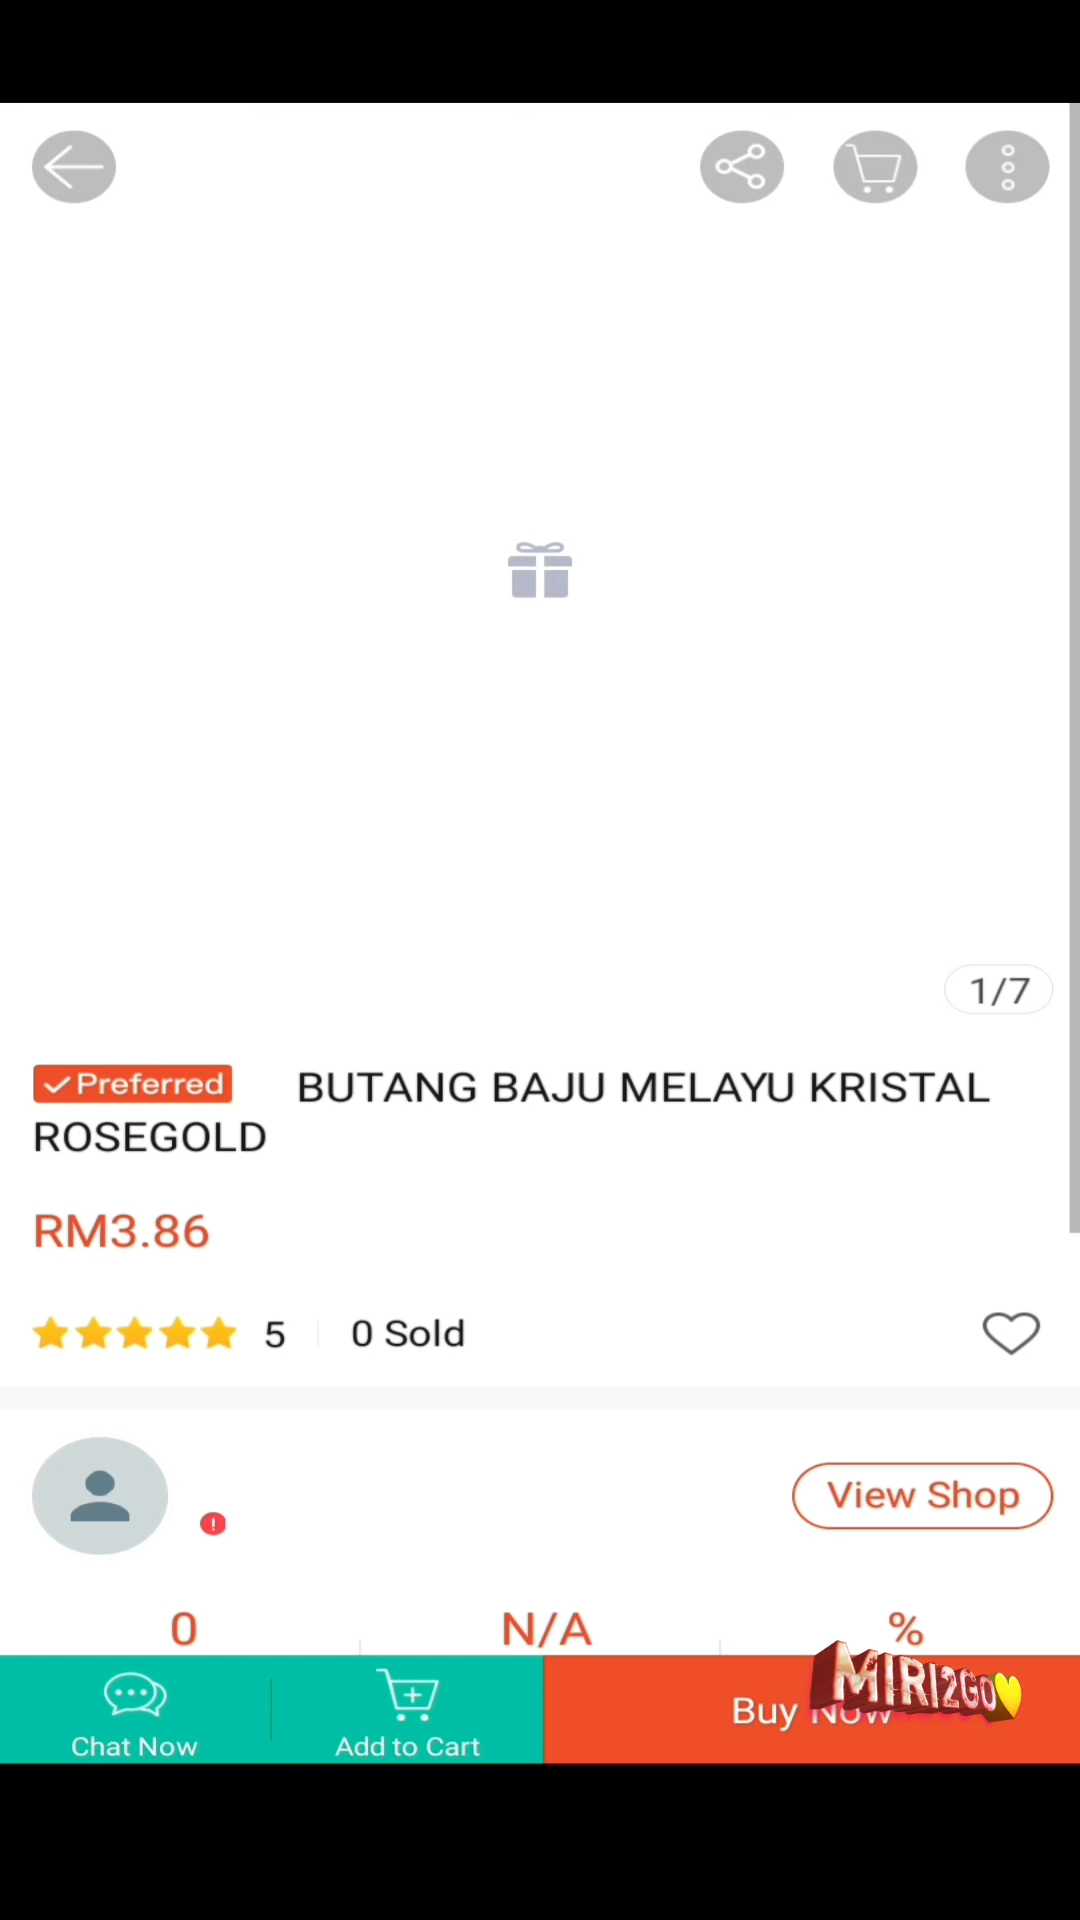 1/7
Preferred BUTANG BAJU MELAYU KRISTAL
ROSEGOLD
RM3.86
5 0 Sold
View Shop
0 N/A %
Chat Now
Add to Cart
Buy Now
MIRI2GO